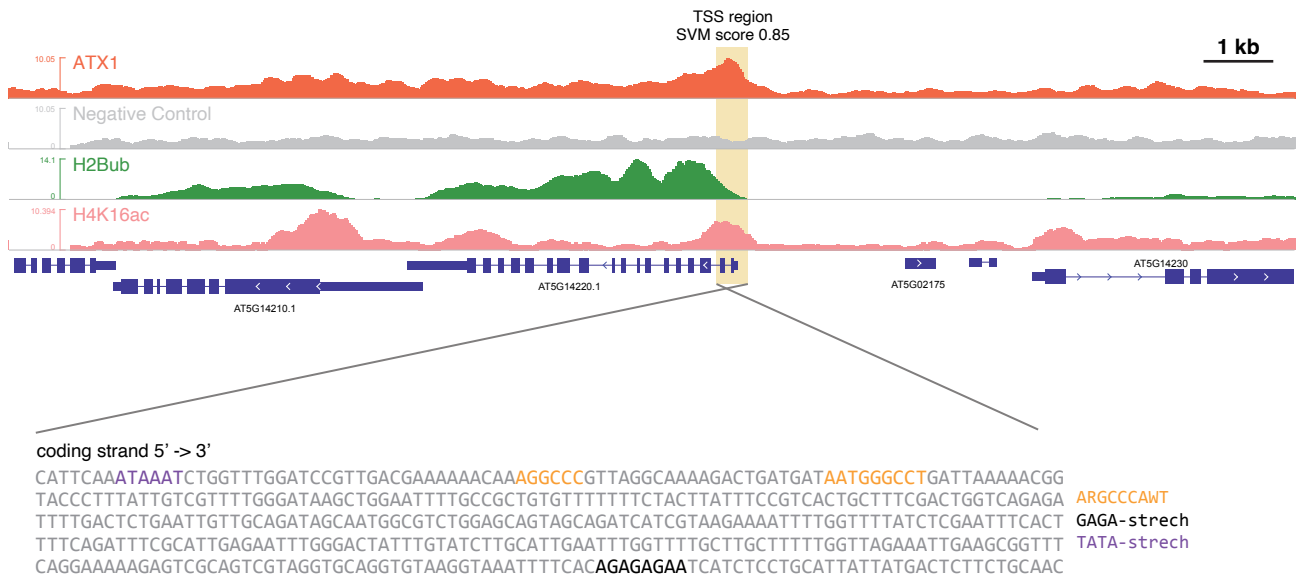 TSS region
SVM score 0.85
1 kb
10.05
ATX1
10.05
Negative Control
0
14.1
H2Bub
0
10.394
H4K16ac
0
AT5G14230
AT5G14220.1
AT5G02175
AT5G14210.1
coding strand 5’ -> 3’
CATTCAAATAAATCTGGTTTGGATCCGTTGACGAAAAAACAAAGGCCCGTTAGGCAAAAGACTGATGATAATGGGCCTGATTAAAAACGG
TACCCTTTATTGTCGTTTTGGGATAAGCTGGAATTTTGCCGCTGTGTTTTTTTCTACTTATTTCCGTCACTGCTTTCGACTGGTCAGAGA
ARGCCCAWT
TTTTGACTCTGAATTGTTGCAGATAGCAATGGCGTCTGGAGCAGTAGCAGATCATCGTAAGAAAATTTTGGTTTTATCTCGAATTTCACT
GAGA-strech
TTTCAGATTTCGCATTGAGAATTTGGGACTATTTGTATCTTGCATTGAATTTGGTTTTGCTTGCTTTTTGGTTAGAAATTGAAGCGGTTT
TATA-strech
CAGGAAAAAGAGTCGCAGTCGTAGGTGCAGGTGTAAGGTAAATTTTCACAGAGAGAATCATCTCCTGCATTATTATGACTCTTCTGCAAC